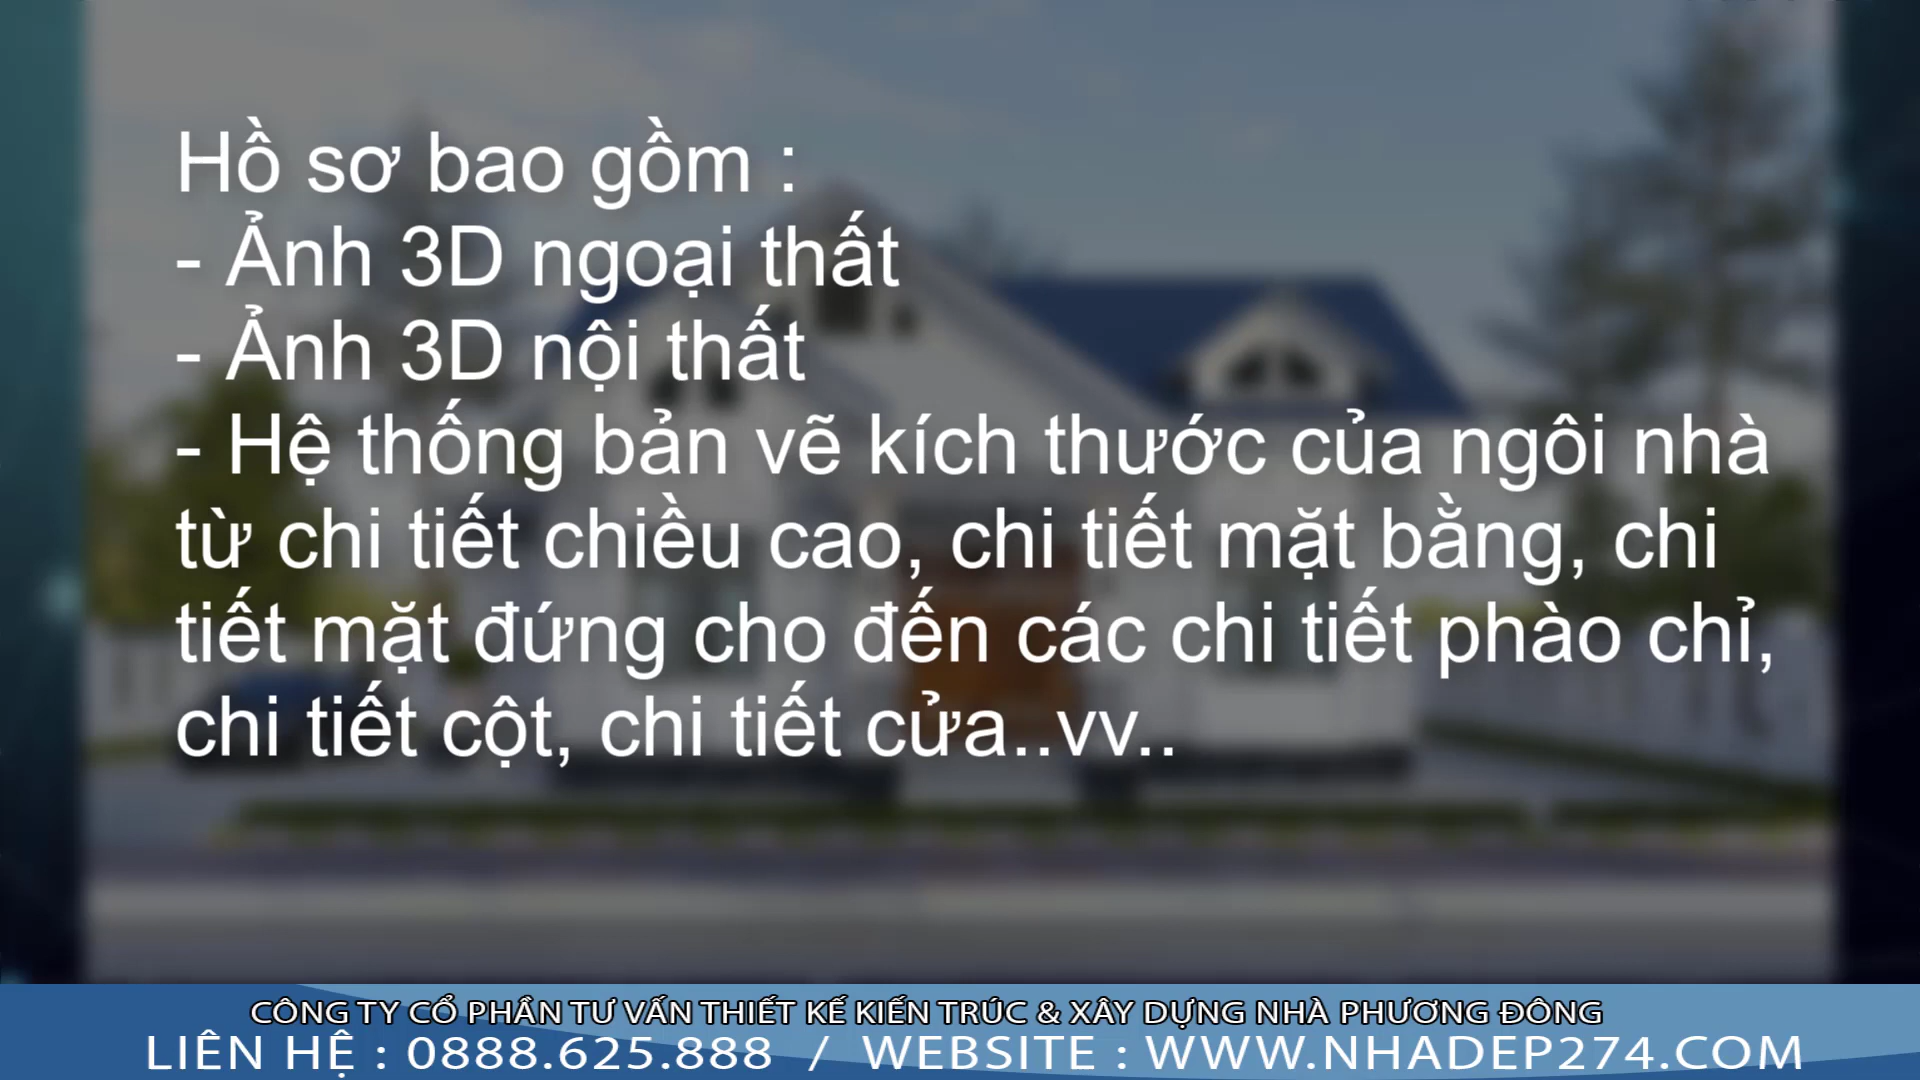 Hồ sơ bao gồm :
- Ảnh 3D ngoại thất
- Ảnh 3D nội thất
- Hệ thống bản vẽ kích thước của ngôi nhà
từ chi tiết chiều cao, chi tiết mặt bằng, chi
tiết mặt đứng cho đến các chi tiết phào chỉ,
chi tiết cột, chi tiết cửa..vv..
CÔNG TY CỔ PHẦN TƯ VẤN THIẾT KẾ KIẾN TRÚC & XÂY DỰNG NHÀ PHƯƠNG ĐÔNG
LIÊN HỆ : 0888.625.888 / WEBSITE : WWW.NHADEP274.COM